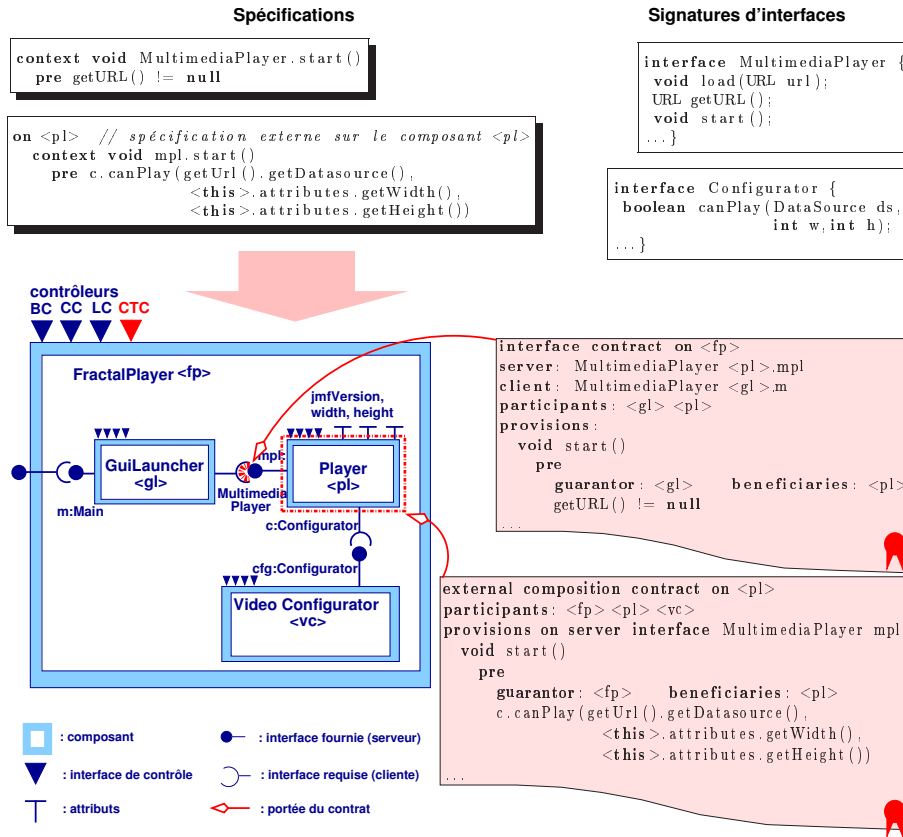 Spécifications
context void MultimediaPlayer.start()
pre getURL() != null
on <pl> // spécification externe sur le composant <pl>
context void mpl.start()
pre c.canPlay(getUrl().getDatasource(),
<this>.attributes.getWidth(),
<this>.attributes.getHeight())
Signatures d'interfaces
interface MultimediaPlayer {
void load(URL url);
URL getURL();
void start();
...}
interface Configurator {
boolean canPlay(DataSource ds,
int w,int h);
...}
contrôleurs
BC CC LC CTC
FractalPlayer <fp>
jmfVersion,
width, height
GuiLauncher
<gl>
m:Main
mpl:
Multimedia
Player
Player
<pl>
c:Configurator
cfg:Configurator
Video Configurator
<vc>
interface contract on <fp>
server: MultimediaPlayer <pl>.mpl
client: MultimediaPlayer <gl>.m
participants: <gl> <pl>
provisions:
void start()
pre
guarantor: <gl> beneficiaries: <pl>
getURL() != null
...
external composition contract on <pl>
participants: <fp> <pl> <vc>
provisions on server interface MultimediaPlayer mpl
void start()
pre
guarantor: <fp> beneficiaries: <pl>
c.canPlay(getUrl().getDatasource(),
<this>.attributes.getWidth(),
<this>.attributes.getHeight())
...
: composant
: interface fournie (serveur)
: interface de contrôle
: interface requise (cliente)
: attributs
: portée du contrat